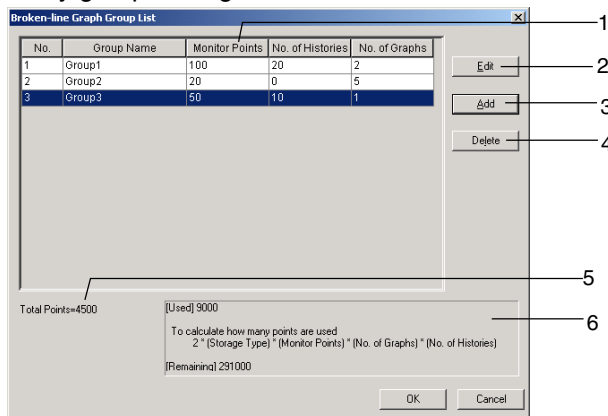 Broken-line Graph Group List
No. Group Name Monitor Points No. of Histories No. of Graphs
1 Group1 100 20 2
2 Group2 20 0 5
3 Group3 50 10 1
Edit
Add
Delete
1
2
3
4
5
6
Total Points=4500
[Used] 9000
To calculate how many points are used
2 * (Storage Type) * (Monitor Points) * (No. of Graphs) * (No. of Histories)
[Remaining] 291000
OK Cancel